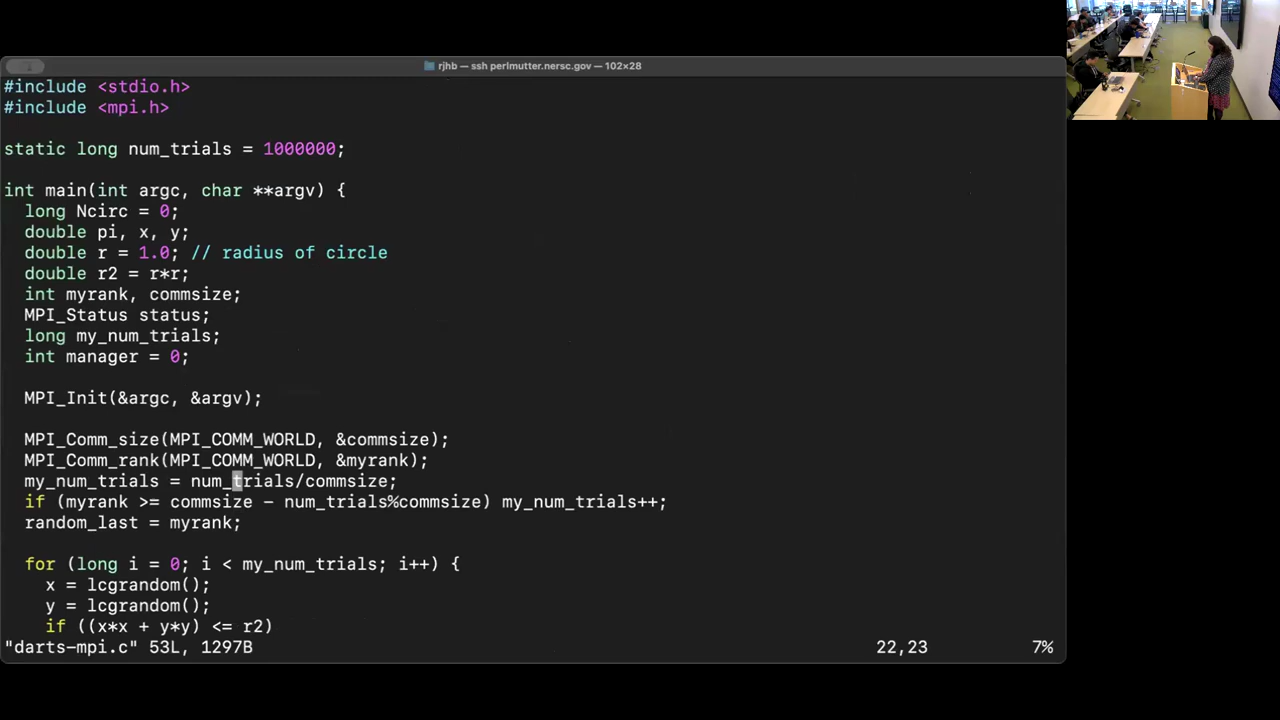 rjhb — ssh perlmutter.nersc.gov — 102×28
#include <stdio.h>
#include <mpi.h>
static long num_trials = 1000000;
int main(int argc, char **argv) {
long Ncirc = 0;
double pi, x, y;
double r = 1.0; // radius of circle
double r2 = r*r;
int myrank, commsize;
MPI_Status status;
long my_num_trials;
int manager = 0;
MPI_Init(&argc, &argv);
MPI_Comm_size(MPI_COMM_WORLD, &commsize);
MPI_Comm_rank(MPI_COMM_WORLD, &myrank);
my_num_trials = num_trials/commsize;
if (myrank >= commsize - num_trials%commsize) my_num_trials++;
random_last = myrank;
for (long i = 0; i < my_num_trials; i++) {
x = lcgrandom();
y = lcgrandom();
if ((x*x + y*y) <= r2)
"darts-mpi.c" 53L, 1297B 22,23 7%